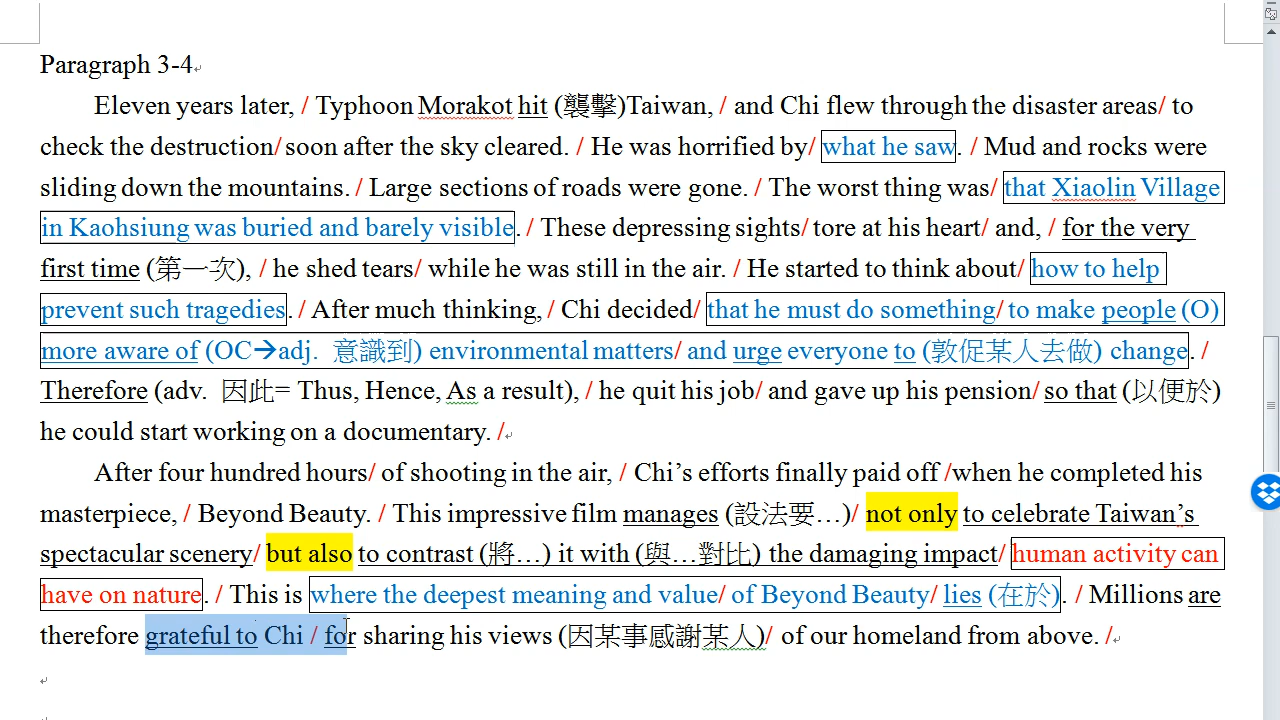 Paragraph 3-4
Eleven years later, / Typhoon Morakot hit (襲擊)Taiwan, / and Chi flew through the disaster areas/ to
check the destruction/ soon after the sky cleared. / He was horrified by/ what he saw. / Mud and rocks were
sliding down the mountains. / Large sections of roads were gone. / The worst thing was/ that Xiaolin Village
in Kaohsiung was buried and barely visible. / These depressing sights/ tore at his heart/ and, / for the very
first time (第一次), / he shed tears/ while he was still in the air. / He started to think about/ how to help
prevent such tragedies. / After much thinking, / Chi decided/ that he must do something/ to make people (O)
more aware of (OC→adj. 意識到) environmental matters/ and urge everyone to (敦促某人去做) change. /
Therefore (adv. 因此= Thus, Hence, As a result), / he quit his job/ and gave up his pension/ so that (以便於)
he could start working on a documentary. /
After four hundred hours/ of shooting in the air, / Chi's efforts finally paid off /when he completed his
masterpiece, / Beyond Beauty. / This impressive film manages (設法要…)/ not only to celebrate Taiwan's
spectacular scenery/ but also to contrast (將…) it with (與…對比) the damaging impact/ human activity can
have on nature. / This is where the deepest meaning and value/ of Beyond Beauty/ lies (在於). / Millions are
therefore grateful to Chi / for sharing his views (因某事感謝某人)/ of our homeland from above. /